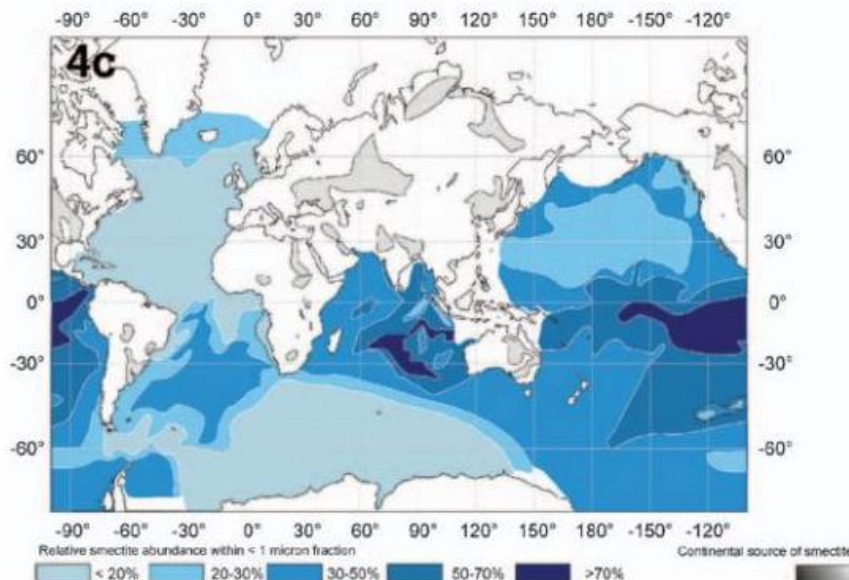 -90° -60° -30° 0° 30° 60° 90° 120° 150° 180° -150° -120°
4c
60° 60°
30° 30°
0° 0°
-30° -30°
-60° -60°
-90° -60° -30° 0° 30° 60° 90° 120° 150° 180° -150° -120°
Relative smectite abundance within < 1 micron fraction Continental source of smectite
< 20% 20-30% 30-50% 50-70% >70%